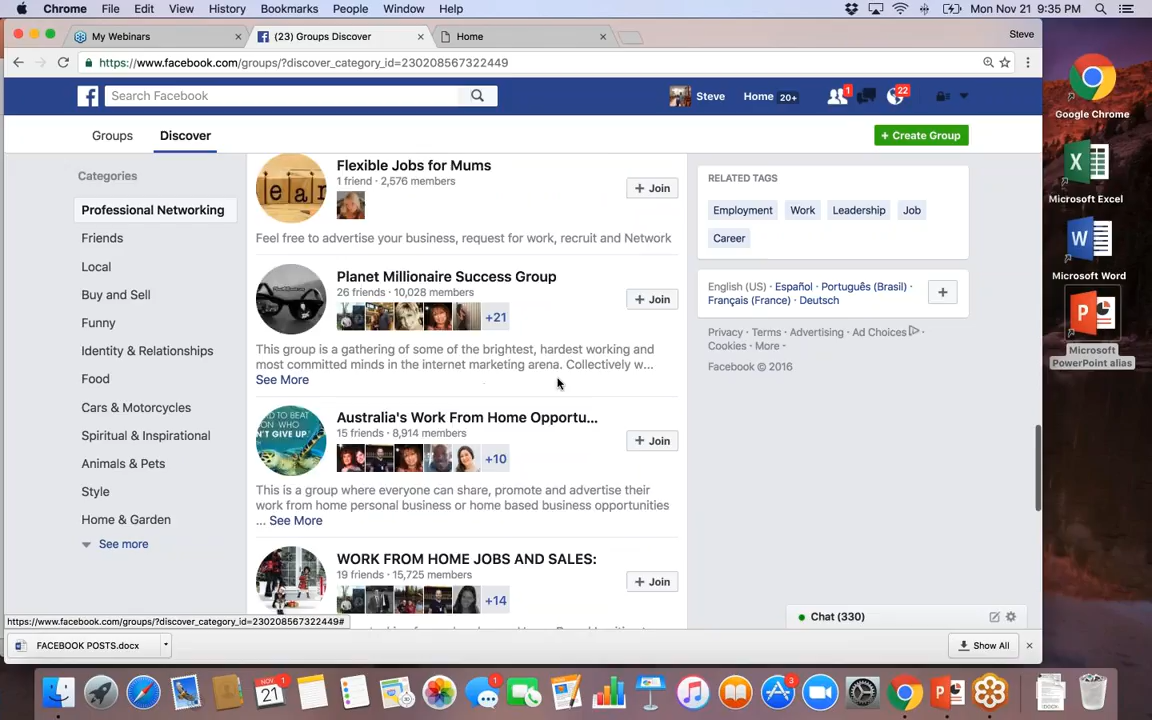 Chrome File Edit View History Bookmarks People Window Help Mon Nov 21 9:35 PM
My Webinars (23) Groups Discover Home Steve
https://www.facebook.com/groups/?discover_category_id=230208567322449
Search Facebook Steve Home 20+ 1 22
Groups Discover + Create Group
Categories
Professional Networking
Friends
Local
Buy and Sell
Funny
Identity & Relationships
Food
Cars & Motorcycles
Spiritual & Inspirational
Animals & Pets
Style
Home & Garden
See more
Flexible Jobs for Mums
1 friend · 2,576 members
+ Join
Feel free to advertise your business, request for work, recruit and Network
Planet Millionaire Success Group
26 friends · 10,028 members
+ Join
+21
This group is a gathering of some of the brightest, hardest working and
most committed minds in the internet marketing arena. Collectively w...
See More
Australia's Work From Home Opportu...
15 friends · 8,914 members
+ Join
+10
This is a group where everyone can share, promote and advertise their
work from home personal business or home based business opportunities
... See More
WORK FROM HOME JOBS AND SALES:
19 friends · 15,725 members
+ Join
+14
RELATED TAGS
Employment Work Leadership Job
Career
English (US) · Español · Português (Brasil) ·
Français (France) · Deutsch
+
Privacy · Terms · Advertising · Ad Choices ·
Cookies · More
Facebook © 2016
Chat (330)
https://www.facebook.com/groups/?discover_category_id=230208567322449#
FACEBOOK POSTS.docx Show All
Google Chrome
Microsoft Excel
Microsoft Word
Microsoft
PowerPoint alias
NOV
21
1
1
3